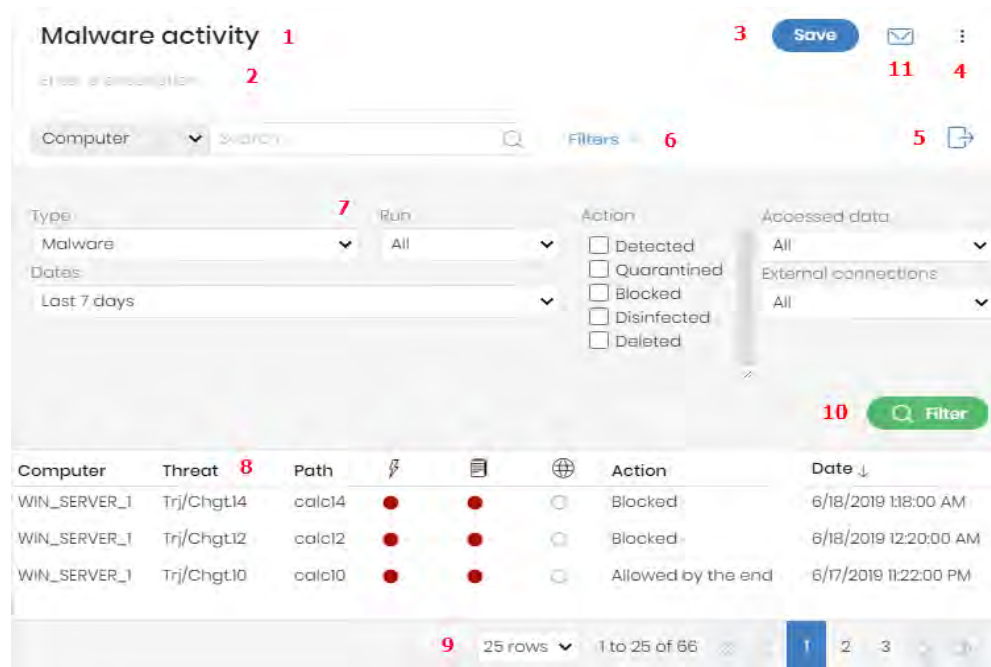 Malware activity 1 3 Save
11 4
2
Computer Search Filters 6 5
Type 7 Run Action Accessed data
Malware All Detected All
Dates Quarantined External connections
Last 7 days Blocked All
Disinfected
Deleted
10 Filter
Computer Threat 8 Path Action Date ↓
WIN_SERVER_1 Trj/Chgt.14 calc14 Blocked 6/18/2019 1:18:00 AM
WIN_SERVER_1 Trj/Chgt.12 calc12 Blocked 6/18/2019 12:20:00 AM
WIN_SERVER_1 Trj/Chgt.10 calc10 Allowed by the end 6/17/2019 11:22:00 PM
9 25 rows 1 to 25 of 66 « ‹ 1 2 3 › »